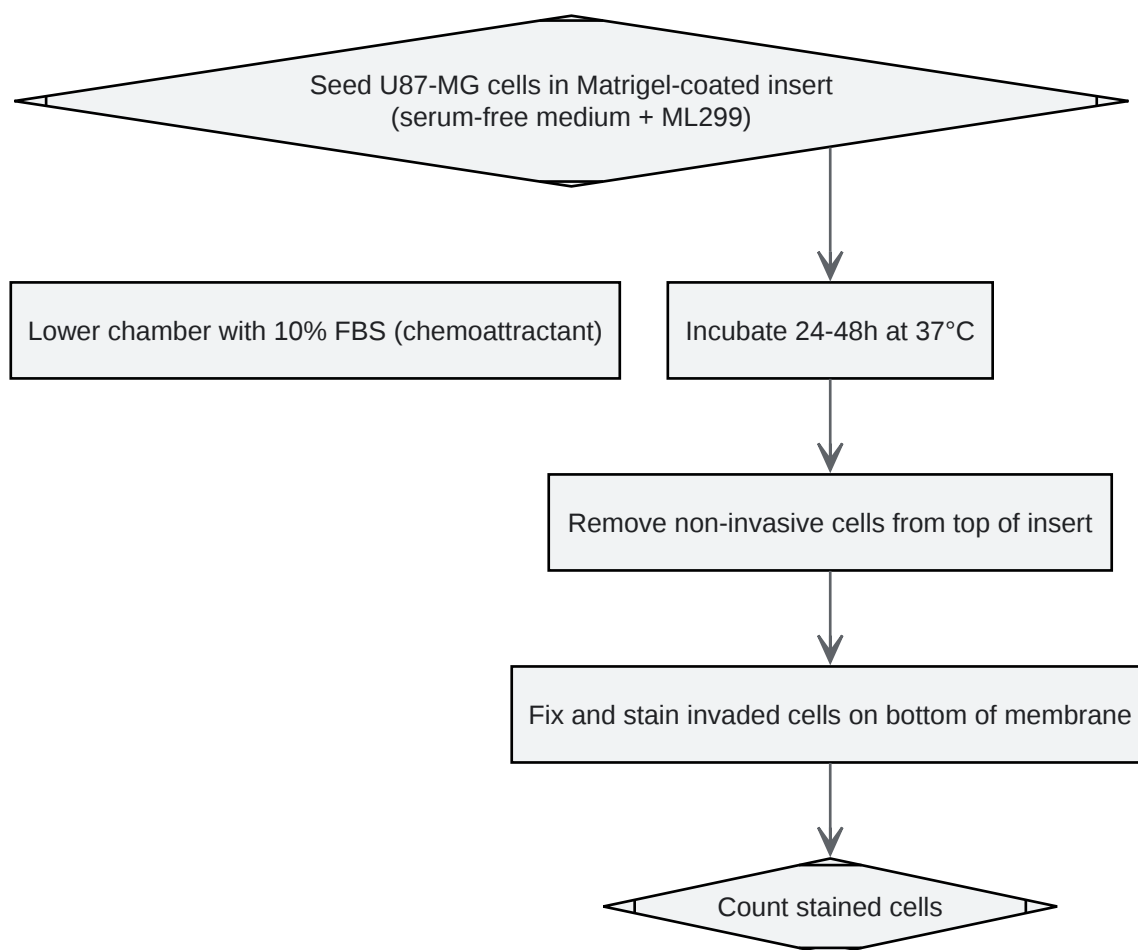 Seed U87-MG cells in Matrigel-coated insert
(serum-free medium + ML299)
Lower chamber with 10% FBS (chemoattractant)
Incubate 24-48h at 37°C
Remove non-invasive cells from top of insert
Fix and stain invaded cells on bottom of membrane
Count stained cells